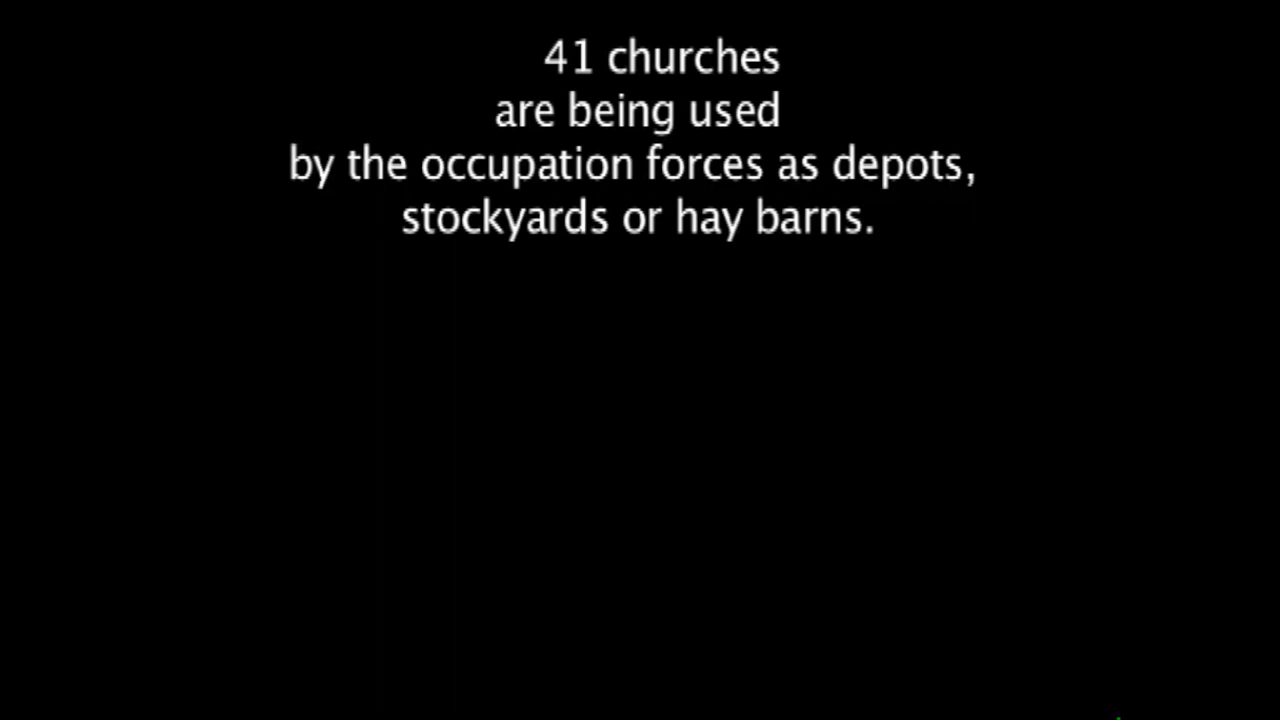 41 churches
are being used
by the occupation forces as depots,
stockyards or hay barns.